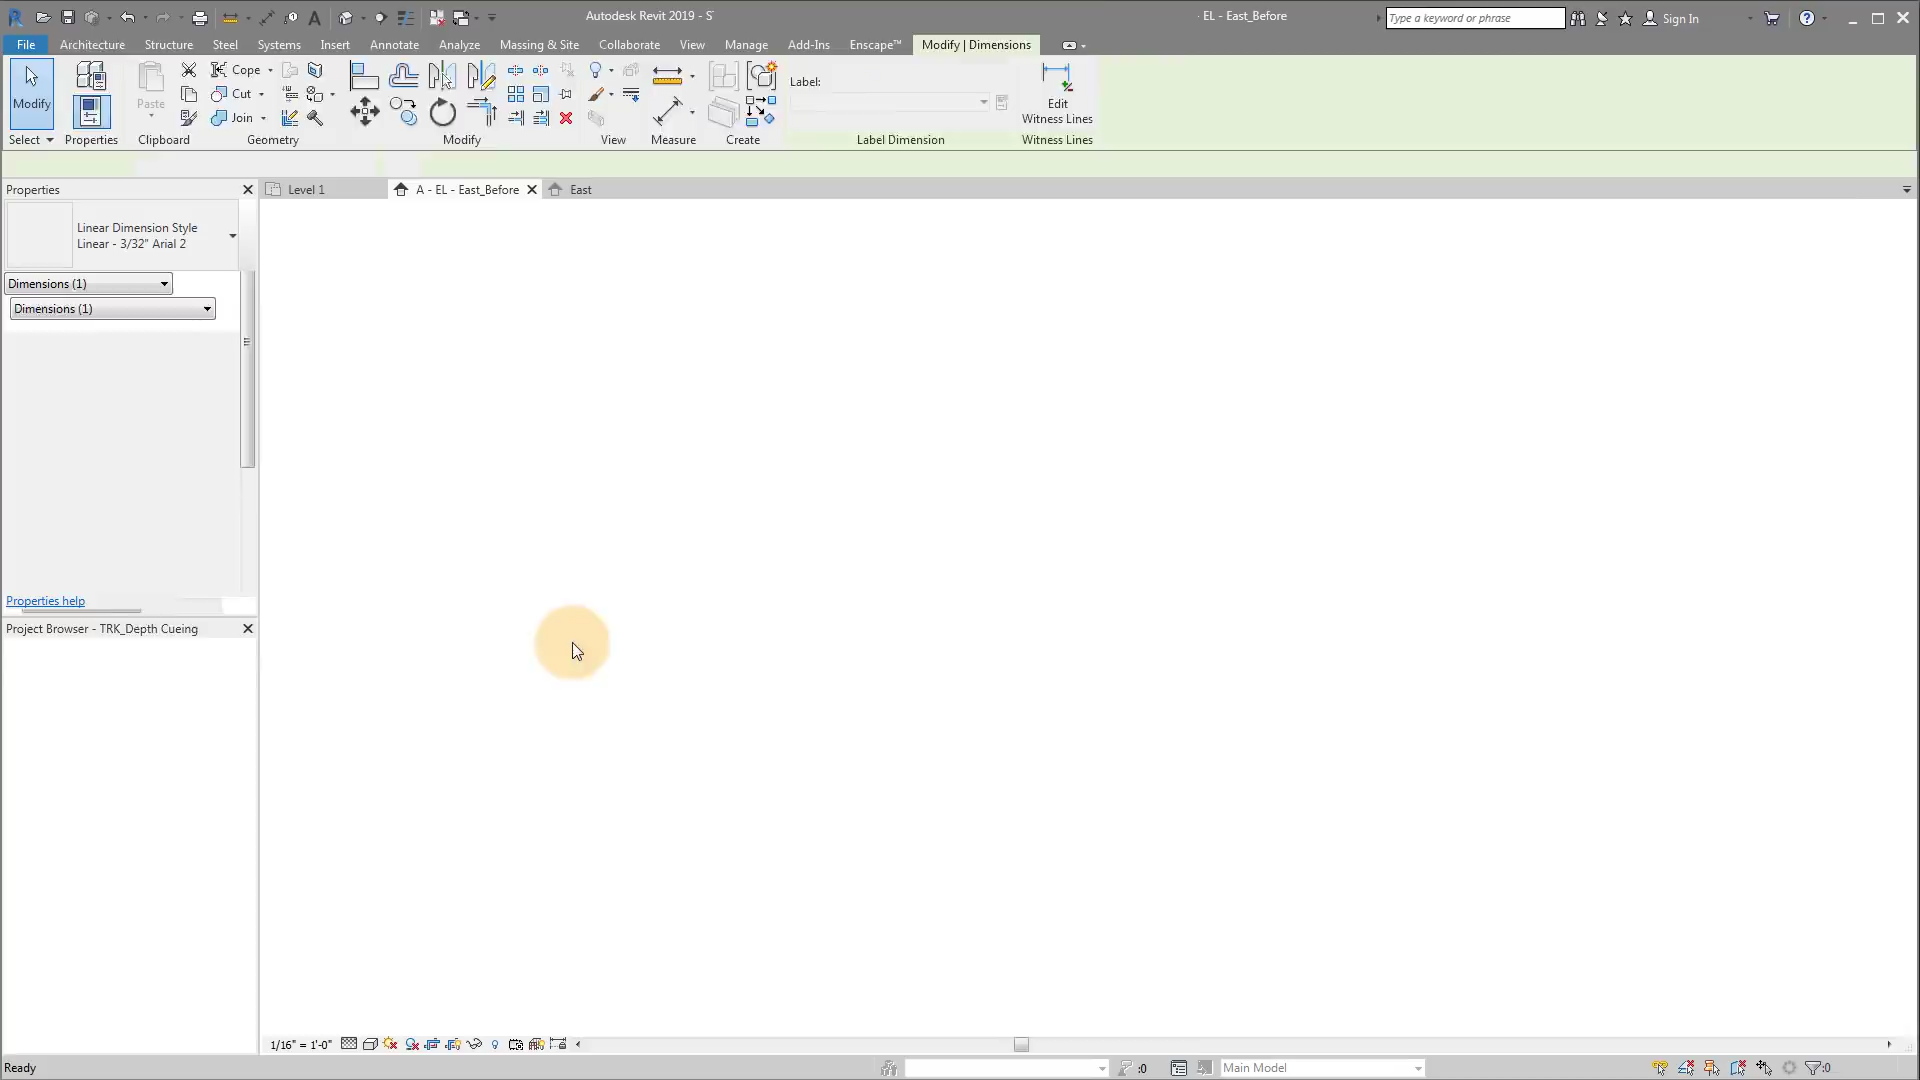 Autodesk Revit 2019 - S
EL - East_Before
Type a keyword or phrase
Sign In
File
Architecture
Structure
Steel
Systems
Insert
Annotate
Analyze
Massing & Site
Collaborate
View
Manage
Add-Ins
Enscape™
Modify | Dimensions
Modify
Paste
Cope
Cut
Join
Label:
Edit
Witness Lines
Select
Properties
Clipboard
Geometry
Modify
View
Measure
Create
Label Dimension
Witness Lines
Properties
Level 1
A - EL - East_Before
East
Linear Dimension Style
Linear - 3/32" Arial 2
Dimensions (1)
Dimensions (1)
Properties help
Project Browser - TRK_Depth Cueing
1/16" = 1'-0"
Ready
:0
Main Model
:0